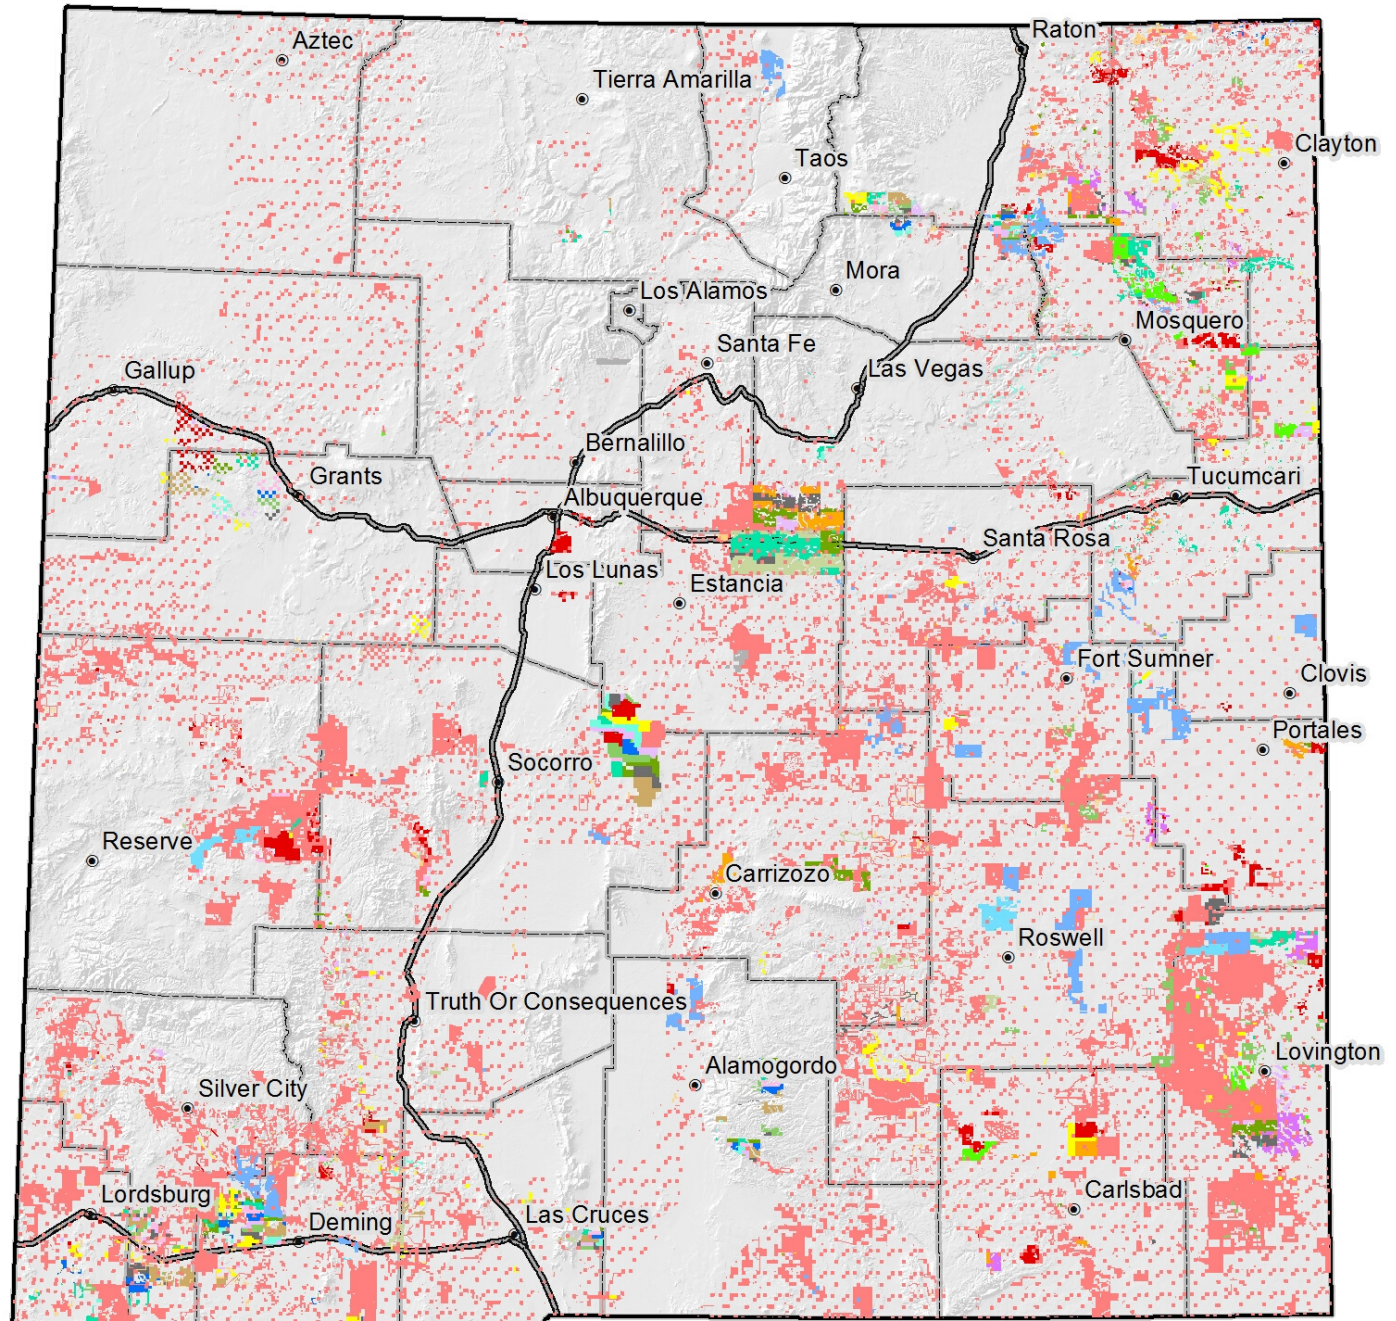 Raton
Aztec
Tierra Amarilla
Clayton
Taos
Mora
Los Alamos
Mosquero
Santa Fe
Gallup
Las Vegas
Bernalillo
Grants
Tucumcari
Albuquerque
Santa Rosa
Los Lunas
Estancia
Fort Sumner
Clovis
Portales
Socorro
Reserve
Carrizozo
Roswell
Truth Or Consequences
Lovington
Alamogordo
Silver City
Carlsbad
Lordsburg
Las Cruces
Deming